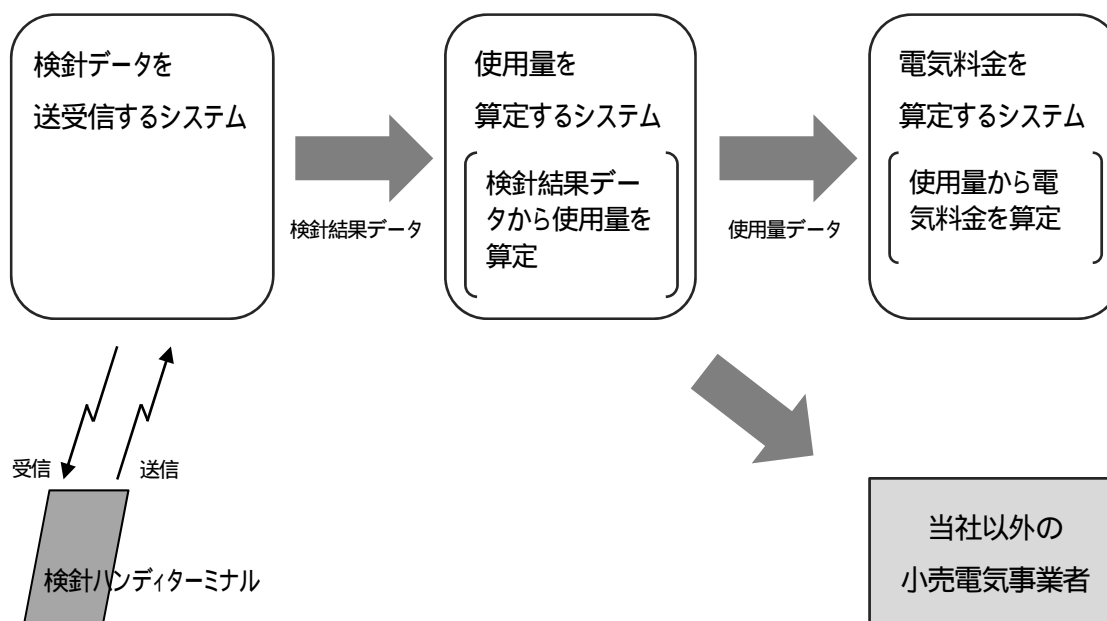 検針データを
送受信するシステム
検針結果データ
使用量を
算定するシステム
検針結果デー
タから使用量を
算定
使用量データ
電気料金を
算定するシステム
使用量から電
気料金を算定
受信
送信
検針ハンディターミナル
当社以外の
小売電気事業者